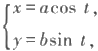 x = a cos t,
y = b sin t,